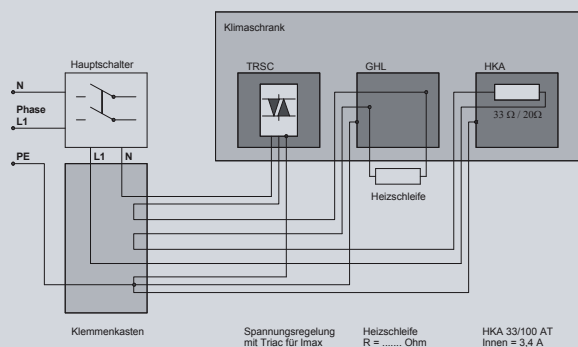 Klimaschrank
Hauptschalter
TRSC
GHL
HKA
N
Phase
L1
33 Ω / 20Ω
PE
L1
N
Heizschleife
Klemmenkasten
Spannungsregelung
mit Triac für Imax
Heizschleife
R = ....... Ohm
HKA 33/100 AT
Innen = 3,4 A